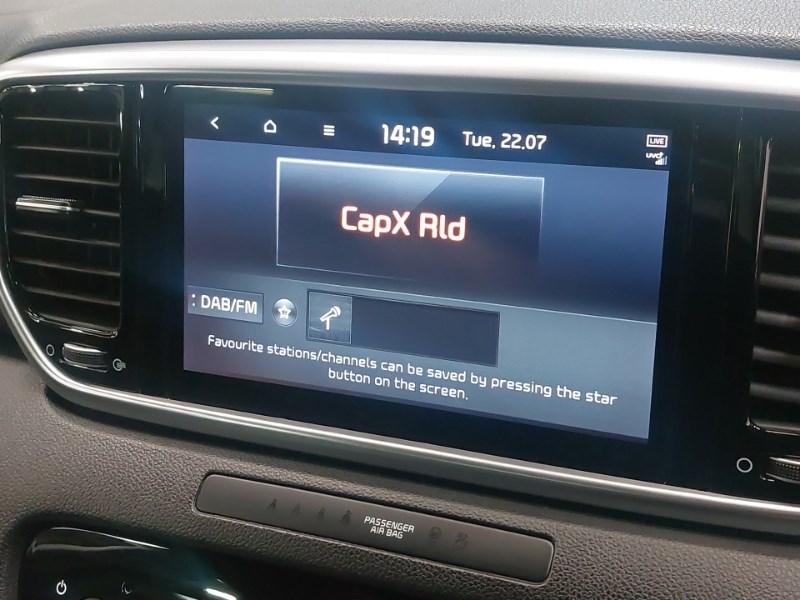 14:19 Tue, 22.07
LIVE
UVO
CapX Rld
DAB/FM
Favourite stations/channels can be saved by pressing the star
button on the screen.
PASSENGER
AIR BAG